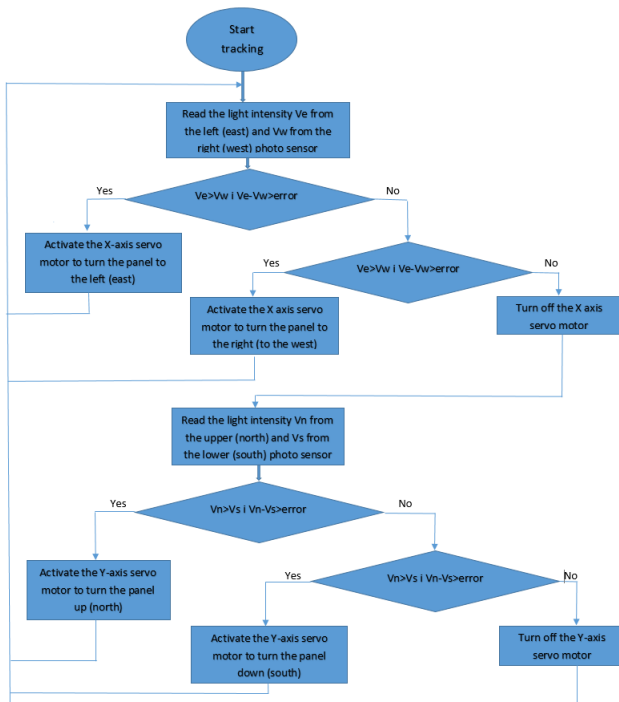 Start
tracking
Read the light intensity Ve from
the left (east) and Vw from the
right (west) photo sensor
Yes
Ve>Vw i Ve-Vw>error
No
Activate the X-axis servo
motor to turn the panel to
the left (east)
Yes
Ve>Vw i Ve-Vw>error
No
Activate the X axis servo
motor to turn the panel to
the right (to the west)
Turn off the X axis
servo motor
Read the light intensity Vn from
the upper (north) and Vs from
the lower (south) photo sensor
Yes
Vn>Vs i Vn-Vs>error
No
Activate the Y-axis servo
motor to turn the panel
up (north)
Yes
Vn>Vs i Vn-Vs>error
No
Activate the Y-axis servo
motor to turn the panel
down (south)
Turn off the Y-axis
servo motor